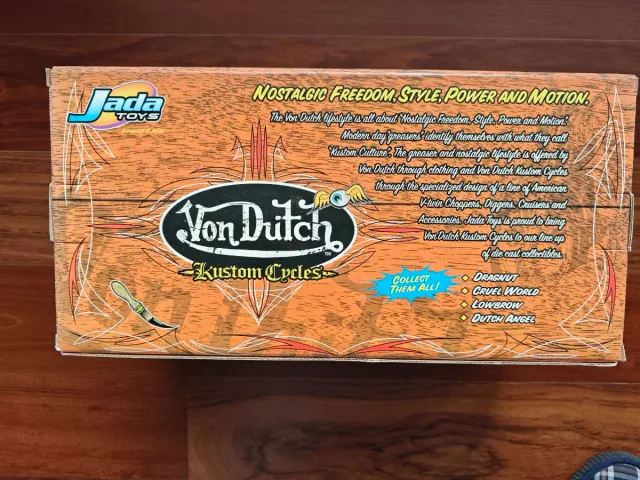 Jada
TOYS
NOSTALGIC FREEDOM, STYLE, POWER AND MOTION.
The Von Dutch lifestyle is all about "Nostalgic Freedom, Style, Power and Motion."
Modern day "greasers" identify themselves with what they call
"Kustom Culture". The greaser and nostalgic lifestyle is offered by
Von Dutch through clothing and Von Dutch Kustom Cycles
through the specialized design of a line of American
V-twin Choppers, Diggers, Cruisers and
Accessories. Jada Toys is proud to bring
Von Dutch Kustom Cycles to our line up
of die cast collectibles.
Von Dutch
TM
Kustom Cycles
COLLECT
THEM ALL!
DRAGNUT
CRUEL WORLD
LOWBROW
DUTCH ANGEL